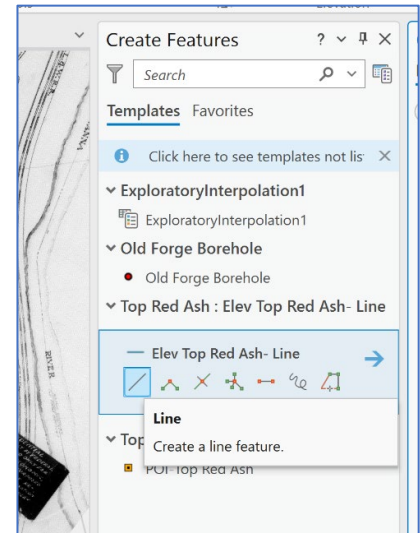 Create Features
Search
Templates Favorites
Click here to see templates not lis
ExploratoryInterpolation1
ExploratoryInterpolation1
Old Forge Borehole
Old Forge Borehole
Top Red Ash : Elev Top Red Ash- Line
Elev Top Red Ash- Line
Line
Create a line feature.
Top
POI-Top Red Ash
RIVER